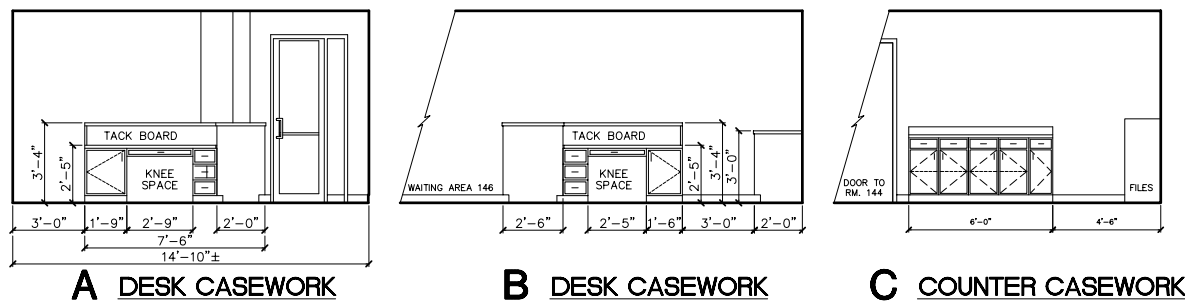 TACK BOARD
KNEE
SPACE
3'-4"
2'-5"
3'-0"
1'-9"
2'-9"
2'-0"
7'-6"
14'-10"±
A DESK CASEWORK
TACK BOARD
KNEE
SPACE
WAITING AREA 146
2'-5"
3'-4"
3'-0"
2'-6"
2'-5"
1'-6"
3'-0"
2'-0"
B DESK CASEWORK
DOOR TO
RM. 144
FILES
6'-0"
4'-6"
C COUNTER CASEWORK